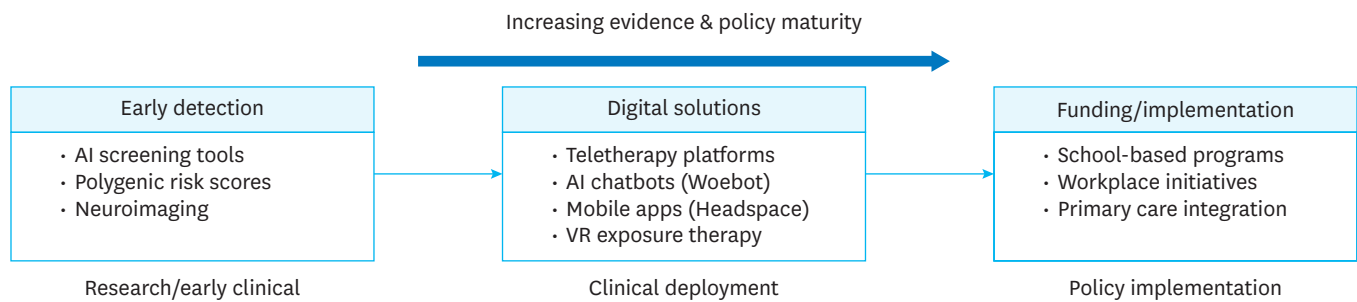 Increasing evidence & policy maturity
Early detection
· AI screening tools
· Polygenic risk scores
· Neuroimaging
Research/early clinical
Digital solutions
· Teletherapy platforms
· AI chatbots (Woebot)
· Mobile apps (Headspace)
· VR exposure therapy
Clinical deployment
Funding/implementation
· School-based programs
· Workplace initiatives
· Primary care integration
Policy implementation